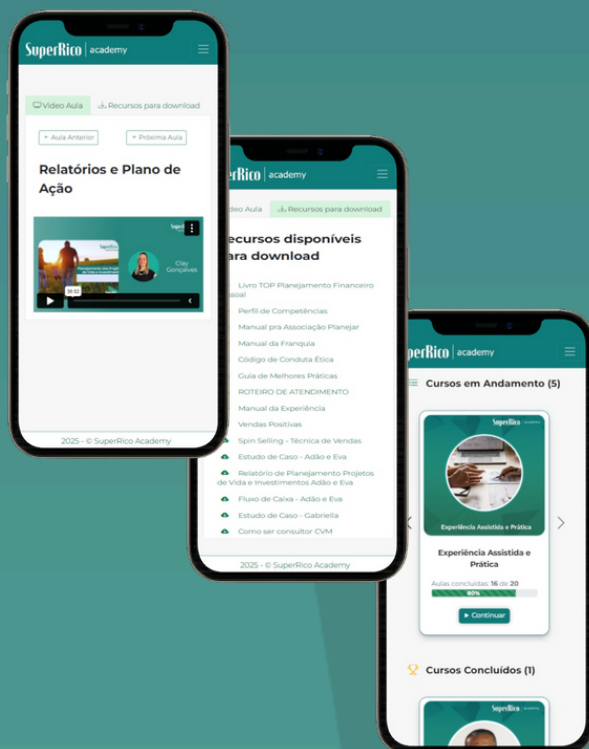 SuperRico academy
Vídeo Aula
Recursos para download
Aula Anterior
Próxima Aula
Relatórios e Plano de
Ação
Clay
Gonçalves
2025 - © SuperRico Academy
erRico academy
deo Aula
Recursos para download
ecursos disponíveis
ara download
Livro TOP Planejamento Financeiro
ssoal
Perfil de Competências
Manual pra Associação Planejar
Manual da Franquia
Código de Conduta Ética
Guia de Melhores Práticas
ROTEIRO DE ATENDIMENTO
Manual da Experiência
Vendas Positivas
Spin Selling - Técnica de Vendas
Estudo de Caso - Adão e Eva
Relatório de Planejamento Projetos
de Vida e Investimentos Adão e Eva
Fluxo de Caixa - Adão e Eva
Estudo de Caso - Gabriella
Como ser consultor CVM
2025 - © SuperRico Academy
perRico academy
Cursos em Andamento (5)
SuperRico
Experiência Assistida e Prática
Experiência Assistida e
Prática
Aulas concluídas: 16 de 20
80%
Continuar
Cursos Concluídos (1)
SuperRico